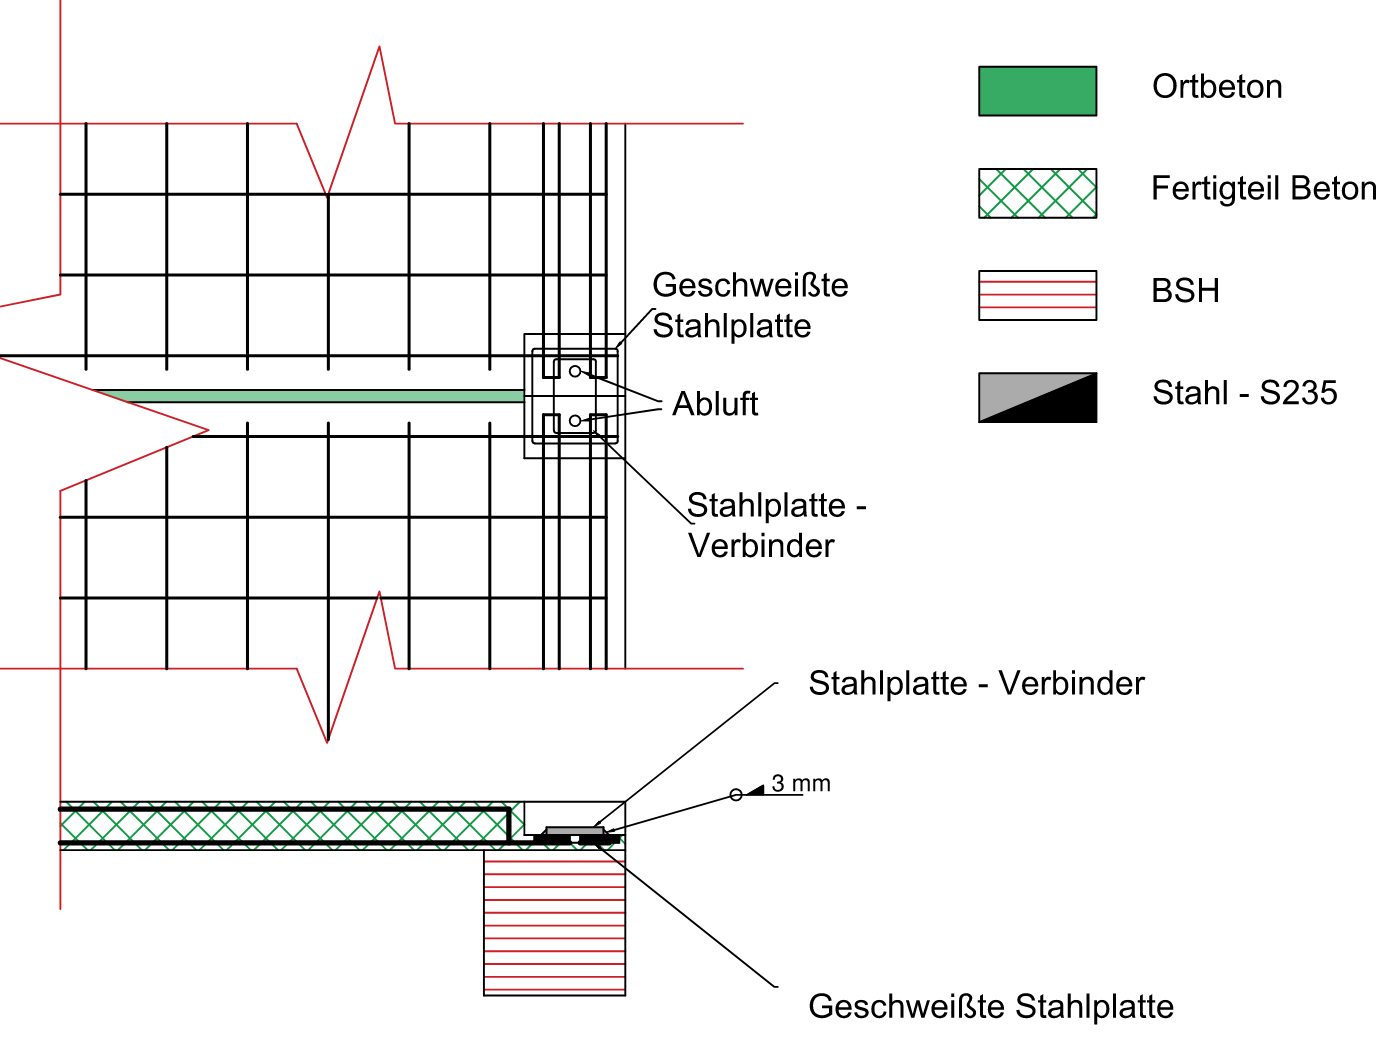 Ortbeton
Fertigteil Beton
BSH
Stahl - S235
Geschweißte
Stahlplatte
Abluft
Stahlplatte -
Verbinder
Stahlplatte - Verbinder
3 mm
Geschweißte Stahlplatte